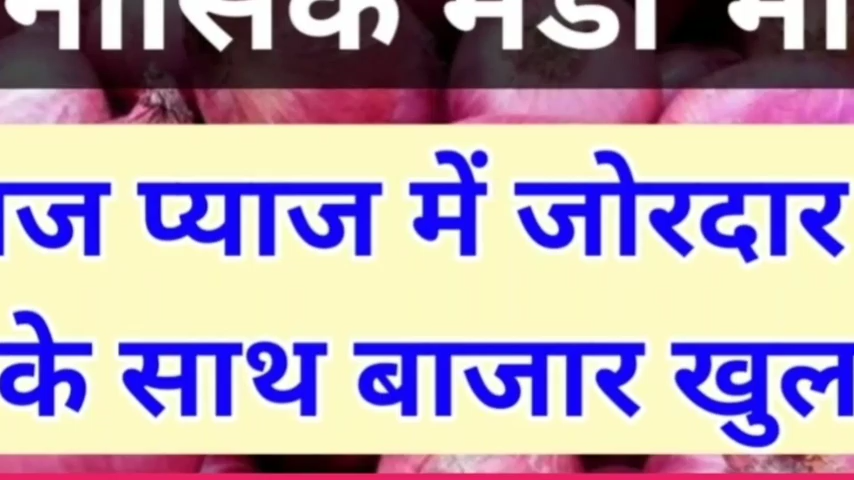 नासिक मंडी
प्याज में जोरदार
के साथ बाजार खुल